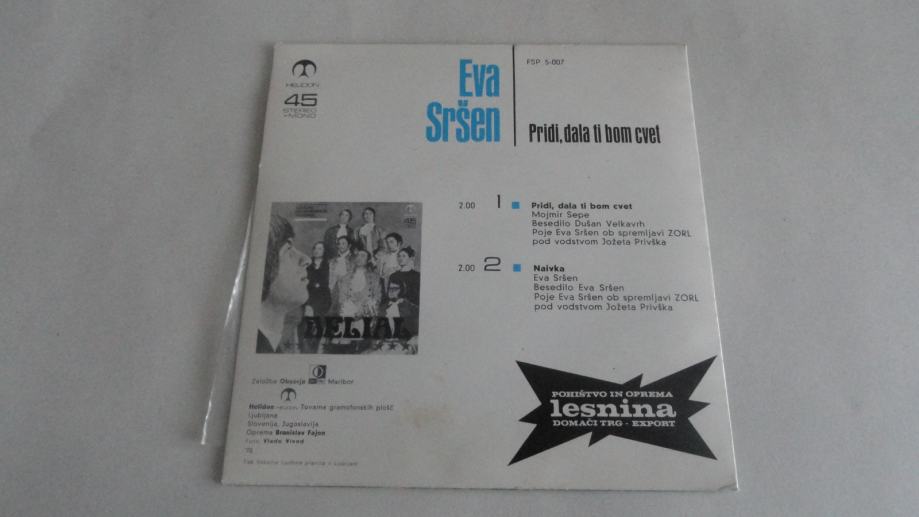 HELIDON
45
STEREO
-MONO
Eva
Sršen
FSP 5-007
Pridi, dala ti bom cvet
2.00 1 Pridi, dala ti bom cvet
Mojmir Sepe
Besedilo Dušan Velkavrh
Poje Eva Sršen ob spremljavi ZORL
pod vodstvom Jožeta Privška
2.00 2 Naivka
Eva Sršen
Besedilo Eva Sršen
Poje Eva Sršen ob spremljavi ZORL
pod vodstvom Jožeta Privška
45
BELIAL
Založba Obzorja Maribor
Helidon HELIDON Tovarna gramofonskih plošč
Ljubljana
Slovenija, Jugoslavija
Oprema Branislav Fajon
Foto Vlado
Tisk
POHIŠTVO IN OPREMA
lesnina
DOMAČI TRG - EXPORT